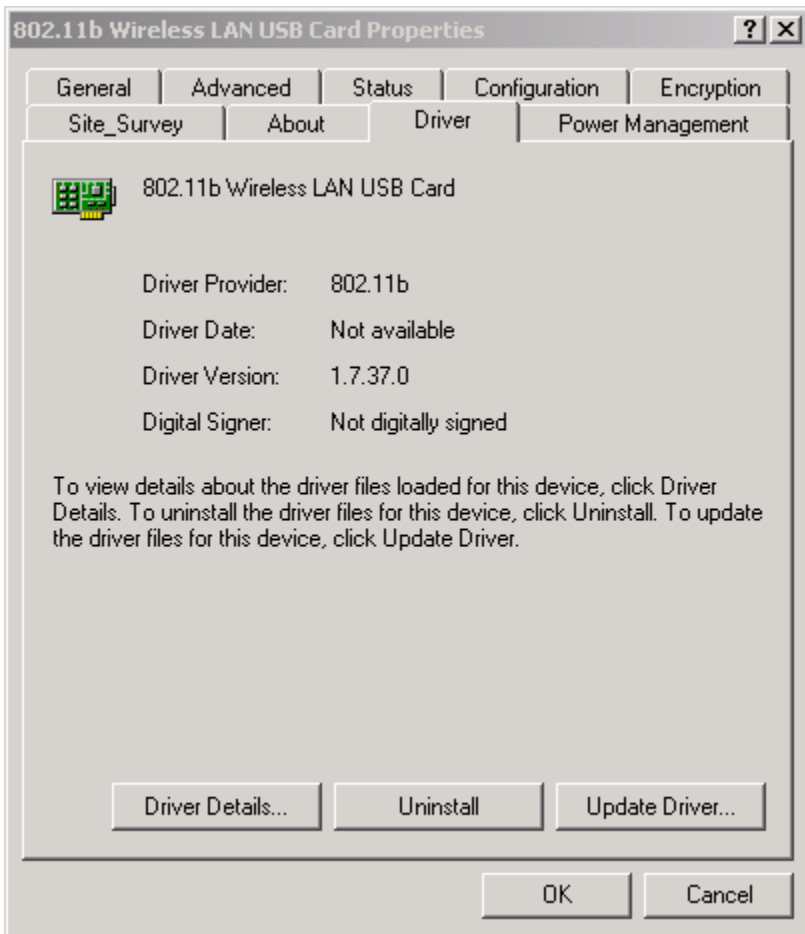 802.11b Wireless LAN USB Card Properties
General Advanced Status Configuration Encryption
Site_Survey About Driver Power Management
802.11b Wireless LAN USB Card
Driver Provider: 802.11b
Driver Date: Not available
Driver Version: 1.7.37.0
Digital Signer: Not digitally signed
To view details about the driver files loaded for this device, click Driver
Details. To uninstall the driver files for this device, click Uninstall. To update
the driver files for this device, click Update Driver.
Driver Details... Uninstall Update Driver...
OK Cancel